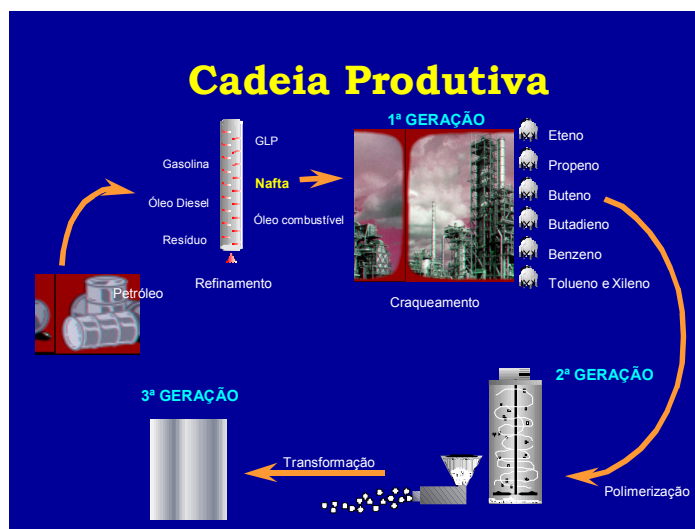 Cadeia Produtiva
1ª GERAÇÃO
GLP
Gasolina
Nafta
Óleo Diesel
Óleo combustível
Resíduo
Refinamento
Petróleo
Craqueamento
Eteno
Propeno
Buteno
Butadieno
Benzeno
Tolueno e Xileno
2ª GERAÇÃO
Polimerização
3ª GERAÇÃO
Transformação